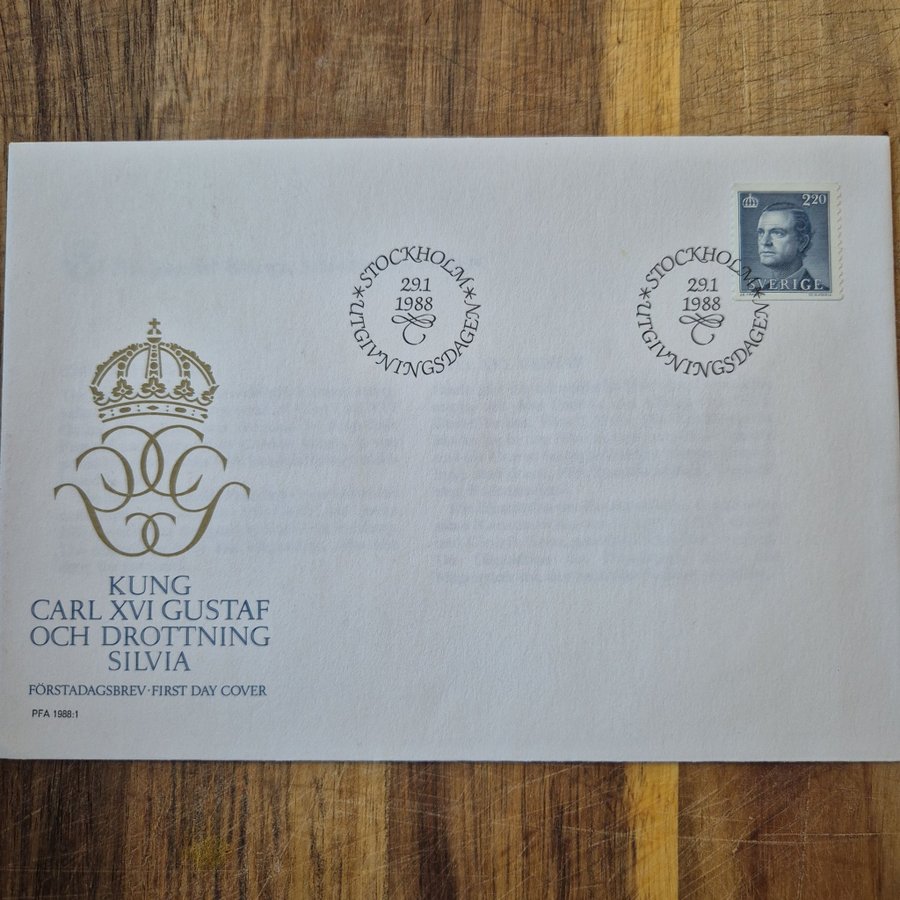 2.20
SVERIGE
*STOCKHOLM*
29.1
1988
UTGIVNINGSDAGEN
*STOCKHOLM*
29.1
1988
UTGIVNINGSDAGEN
KUNG
CARL XVI GUSTAF
OCH DROTTNING
SILVIA
FÖRSTADAGSBREV·FIRST DAY COVER
PFA 1988:1